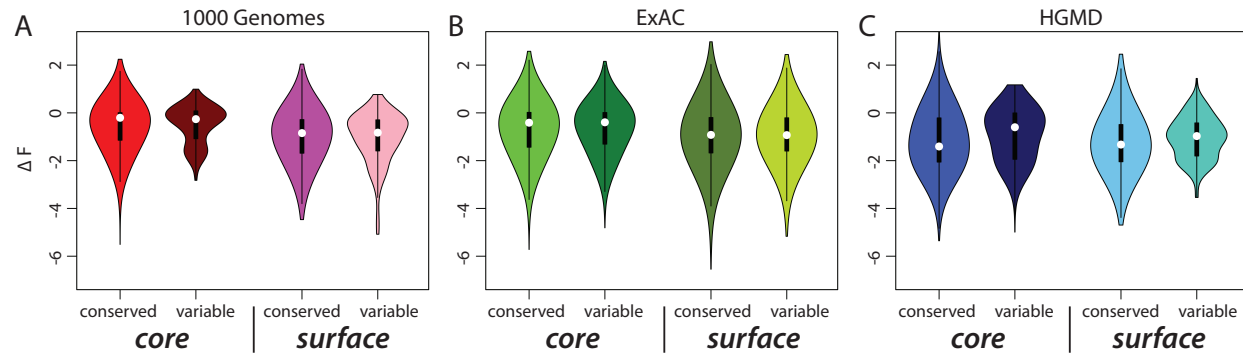 A 1000 Genomes B ExAC C HGMD
Δ F
2 0 -2 -4 -6
2 0 -2 -4 -6
2 0 -2 -4 -6
conserved variable conserved variable conserved variable conserved variable conserved variable conserved variable
core surface core surface core surface